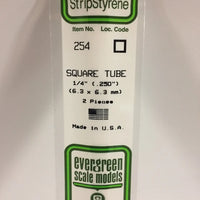 StripStyrene
Item No. Loc. Code
254
SQUARE TUBE
1/4" (.250")
(6.3 x 6.3 mm)
2 Pieces
Made In U.S.A.
evergreen
scale models